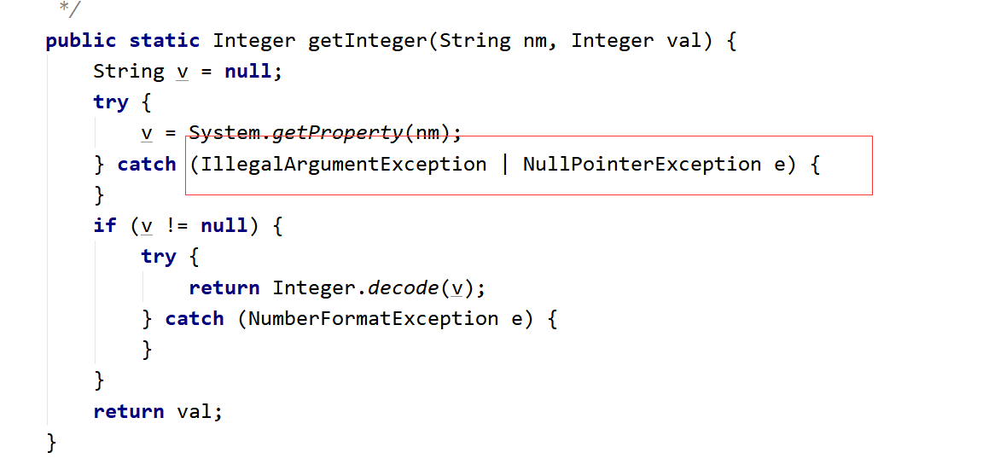 */
public static Integer getInteger(String nm, Integer val) {
String v = null;
try {
v = System.getProperty(nm);
} catch (IllegalArgumentException | NullPointerException e) {
}
if (v != null) {
try {
return Integer.decode(v);
} catch (NumberFormatException e) {
}
}
return val;
}